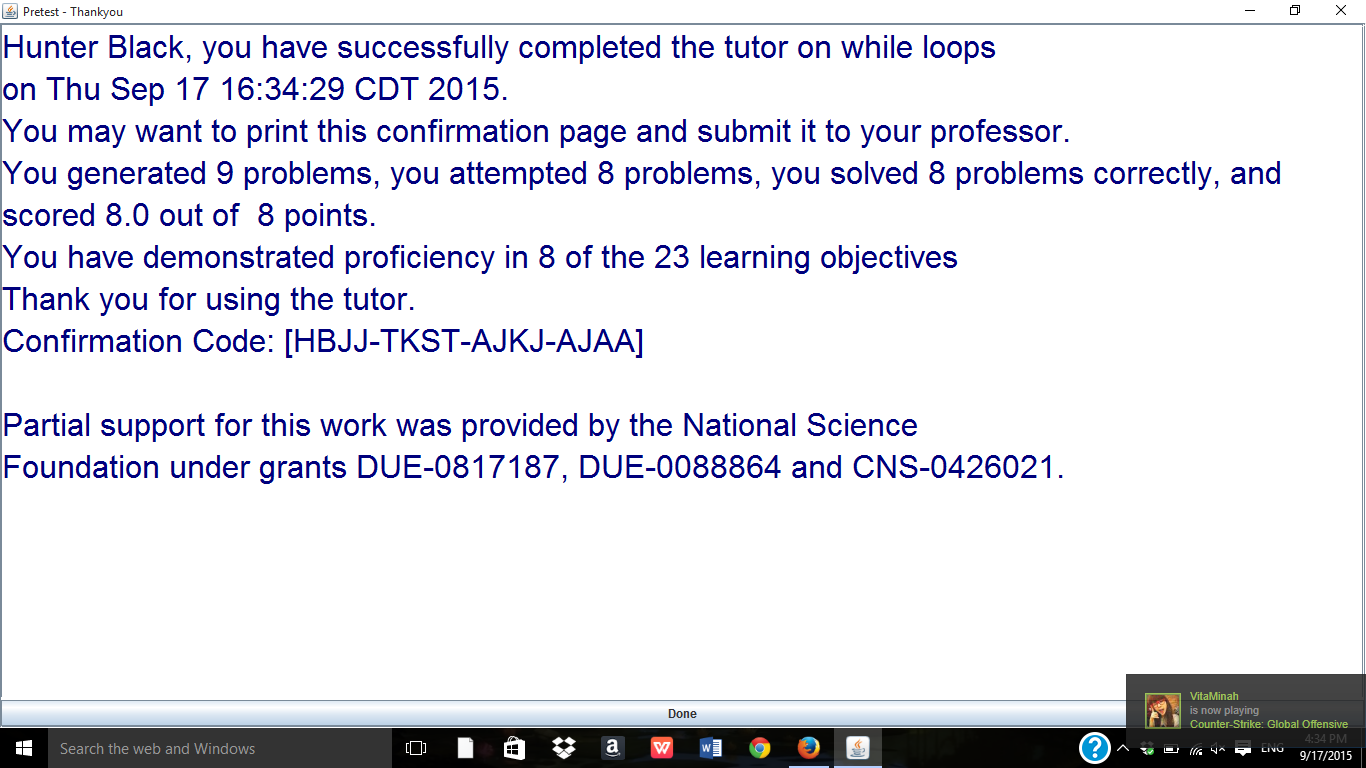 Pretest - Thankyou
Hunter Black, you have successfully completed the tutor on while loops
on Thu Sep 17 16:34:29 CDT 2015.
You may want to print this confirmation page and submit it to your professor.
You generated 9 problems, you attempted 8 problems, you solved 8 problems correctly, and
scored 8.0 out of  8 points.
You have demonstrated proficiency in 8 of the 23 learning objectives
Thank you for using the tutor.
Confirmation Code: [HBJJ-TKST-AJKJ-AJAA]
Partial support for this work was provided by the National Science
Foundation under grants DUE-0817187, DUE-0088864 and CNS-0426021.
Done
VitaMinah
is now playing
Counter-Strike: Global Offensive
Search the web and Windows
ENG
4:34 PM
9/17/2015